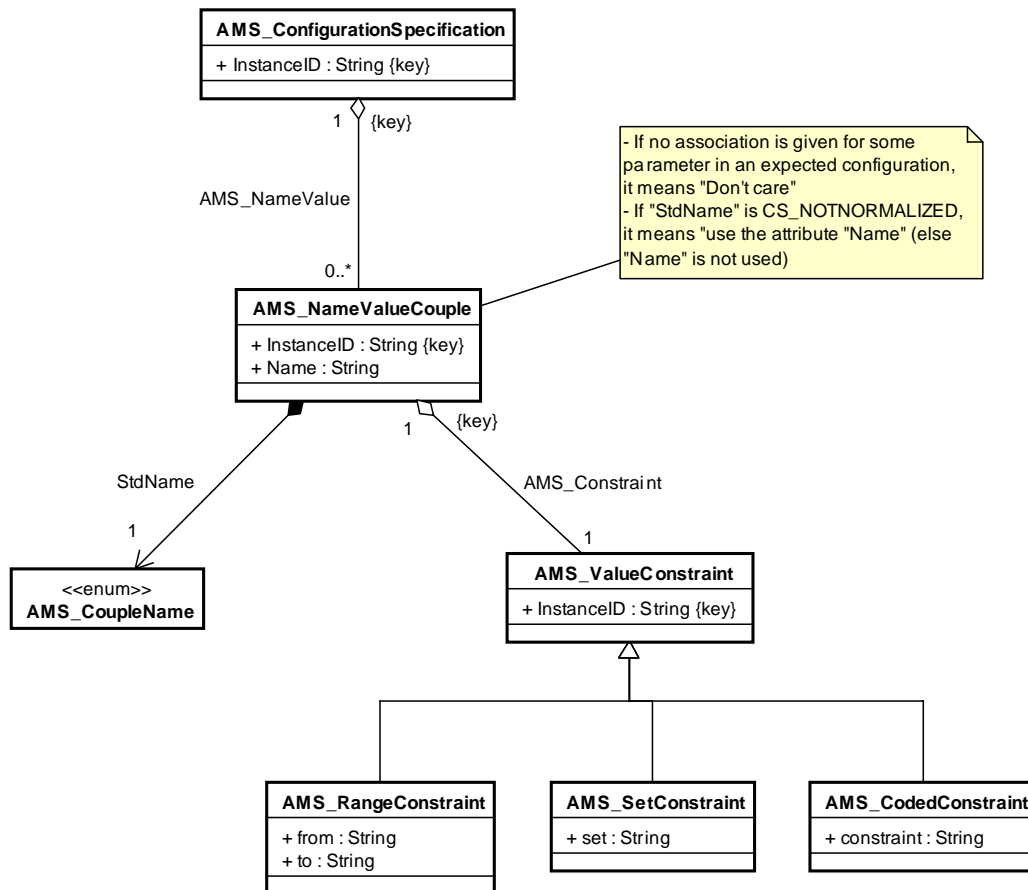 AMS_ConfigurationSpecification
+ InstanceID : String {key}
1
{key}
AMS_NameValue
0..*
- If no association is given for some
parameter in an expected configuration,
it means "Don't care"
- If "StdName" is CS_NOTNORMALIZED,
it means "use the attribute "Name" (else
"Name" is not used)
AMS_NameValueCouple
+ InstanceID : String {key}
+ Name : String
1
{key}
StdName
AMS_Constraint
1
1
<<enum>>
AMS_CoupleName
AMS_ValueConstraint
+ InstanceID : String {key}
AMS_RangeConstraint
+ from : String
+ to : String
AMS_SetConstraint
+ set : String
AMS_CodedConstraint
+ constraint : String